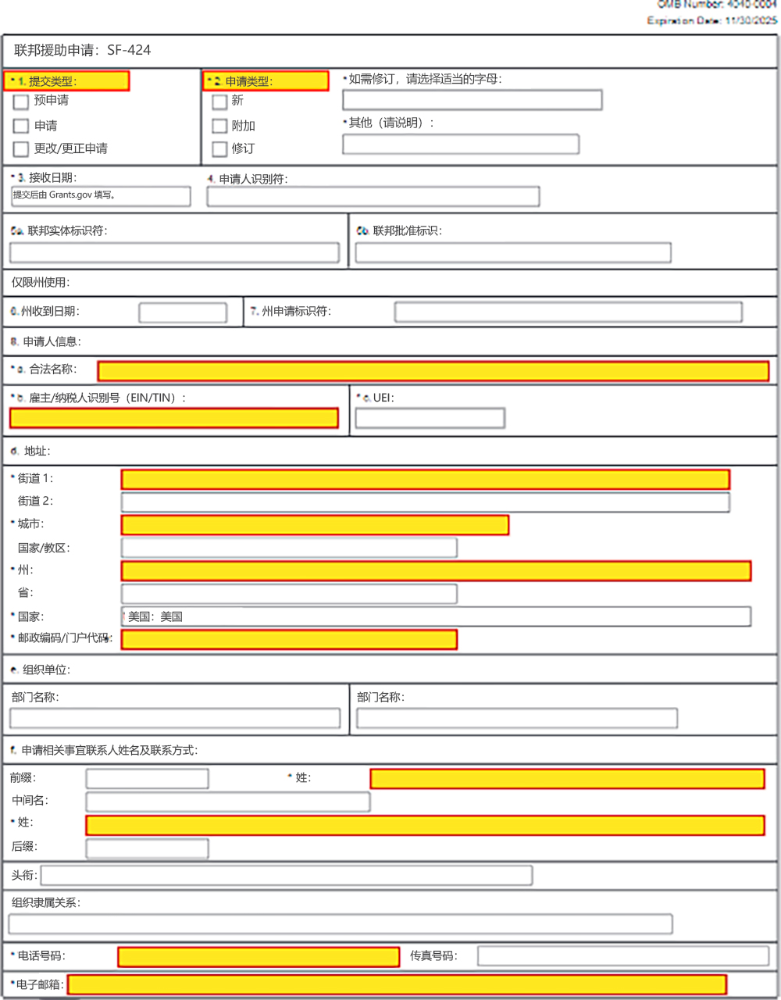 OMB Number: 4040-0004
Expiration Date: 11/30/2025
联邦援助申请：SF-424
* 1. 提交类型：
预申请
申请
更改/更正申请
* 2. 申请类型：
新
附加
修订
* 如需修订，请选择适当的字母：
* 其他（请说明）：
* 3. 接收日期：
提交后由 Grants.gov 填写。
4. 申请人识别符：
5a. 联邦实体标识符：
5b. 联邦批准标识：
仅限州使用：
6. 州收到日期：
7. 州申请标识符：
8. 申请人信息：
* a. 合法名称：
* b. 雇主/纳税人识别号（EIN/TIN）：
* c. UEI：
d. 地址：
* 街道 1：
街道 2：
* 城市：
国家/教区：
* 州：
省：
* 国家：
美国：美国
* 邮政编码/门户代码：
e. 组织单位：
部门名称：
部门名称：
f. 申请相关事宜联系人姓名及联系方式：
前缀：
* 姓：
中间名：
* 姓：
后缀：
头衔：
组织隶属关系：
* 电话号码：
传真号码：
* 电子邮箱：